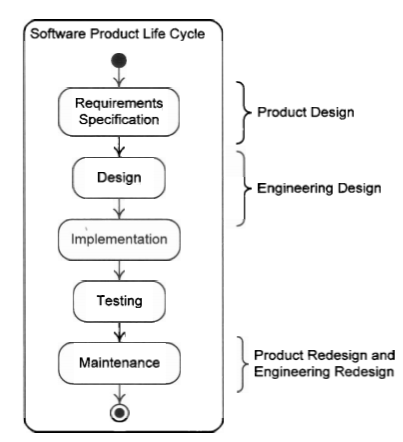 Software Product Life Cycle
Requirements
Specification
Product Design
Design
Engineering Design
Implementation
Testing
Maintenance
Product Redesign and
Engineering Redesign